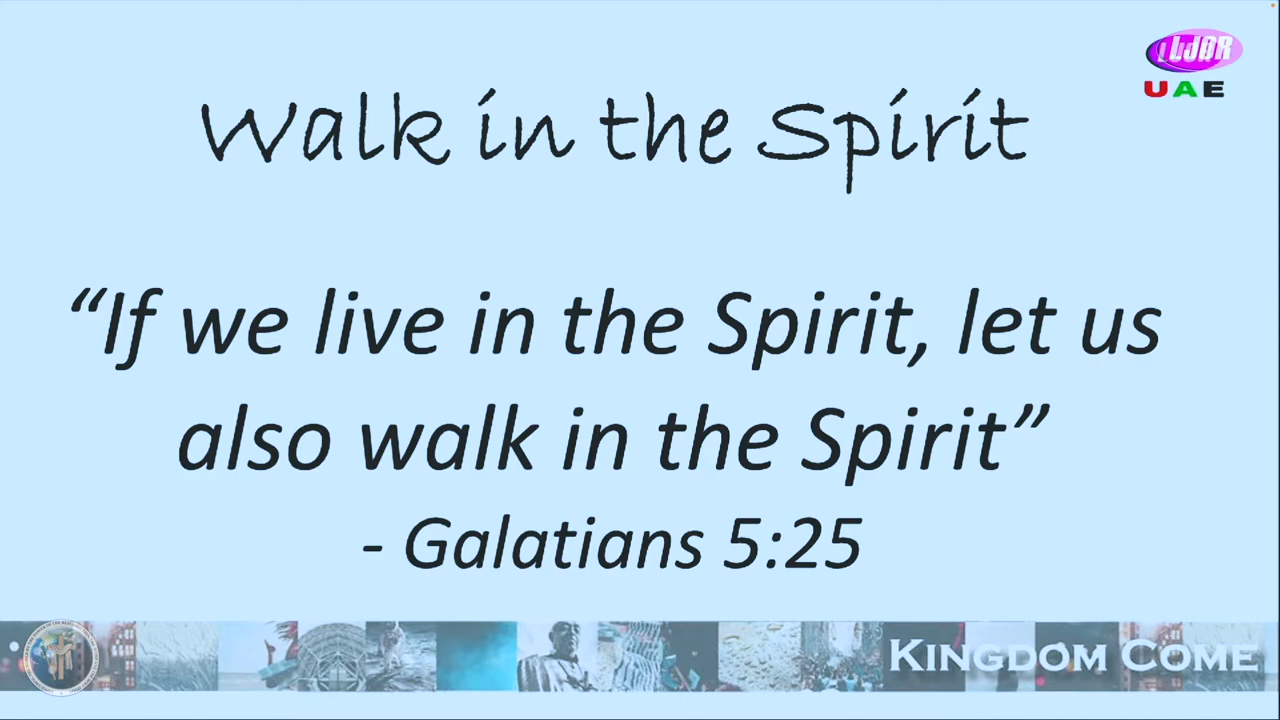 LJQR
UAE
Walk in the Spirit
“If we live in the Spirit, let us
also walk in the Spirit”
- Galatians 5:25
KINGDOM COME